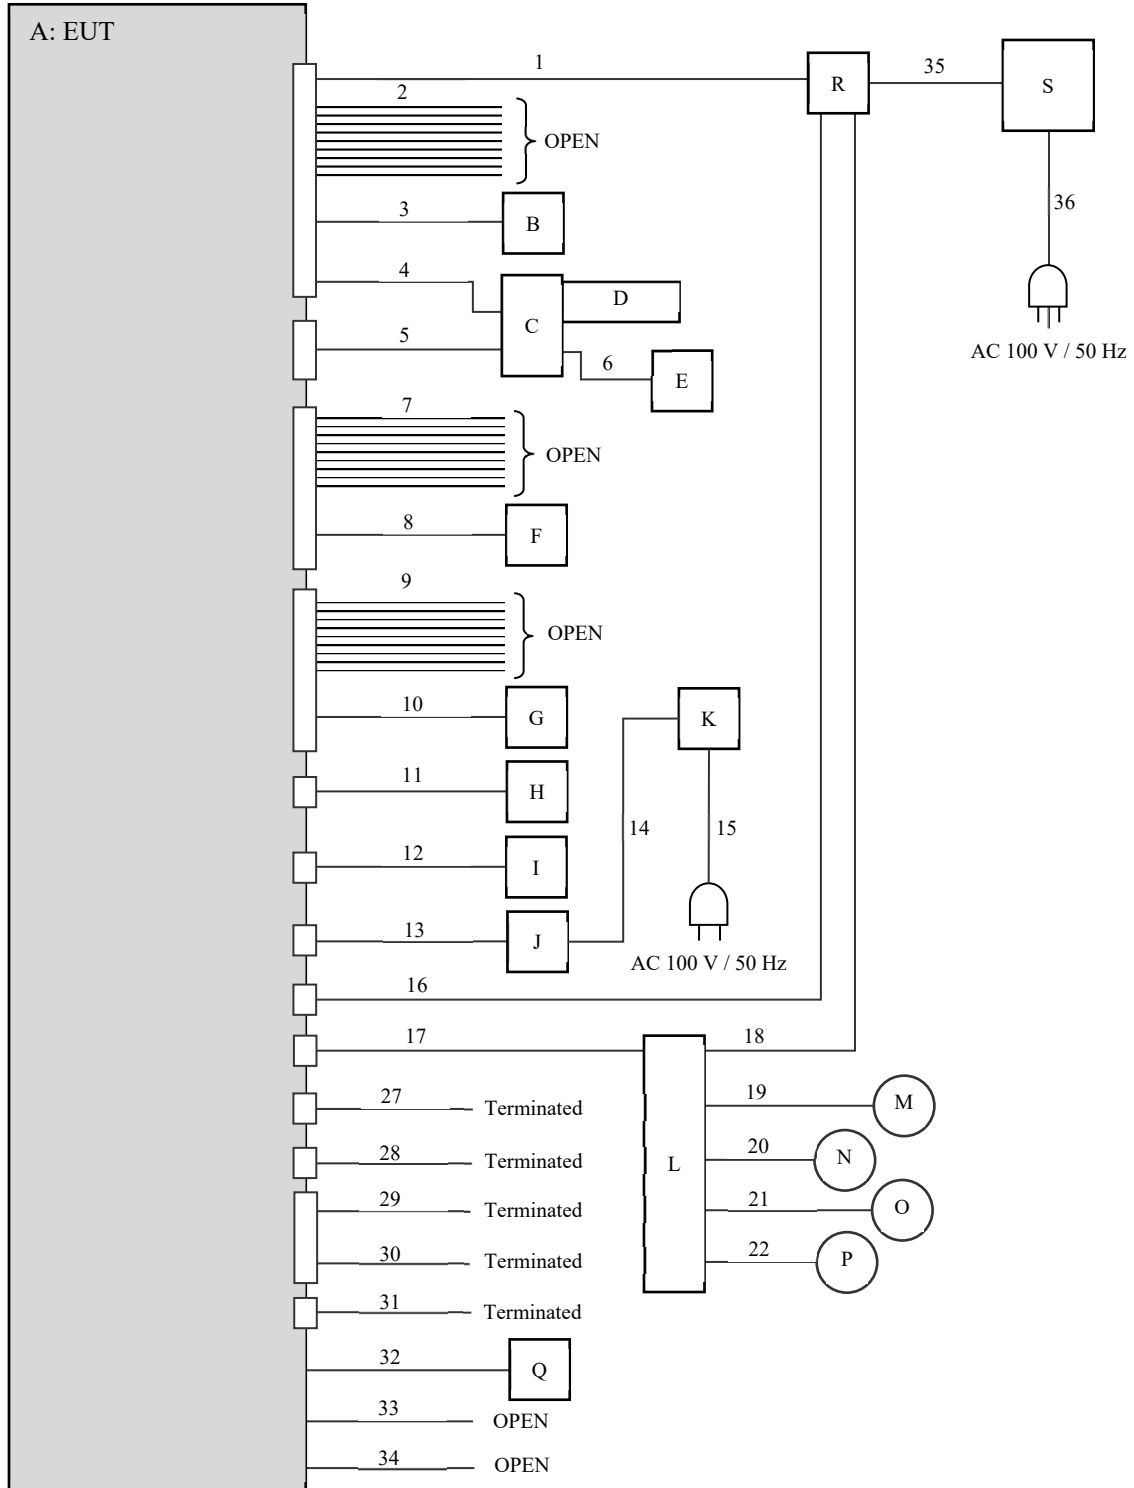 A: EUT
1
R
35
S
2
OPEN
36
3
B
4
D
C
AC 100 V / 50 Hz
5
6
E
7
OPEN
8
F
9
OPEN
10
G
K
11
H
14
15
12
I
13
J
AC 100 V / 50 Hz
16
17
18
27
Terminated
19
M
28
Terminated
L
20
N
29
Terminated
21
O
30
Terminated
22
P
31
Terminated
32
Q
33
OPEN
34
OPEN